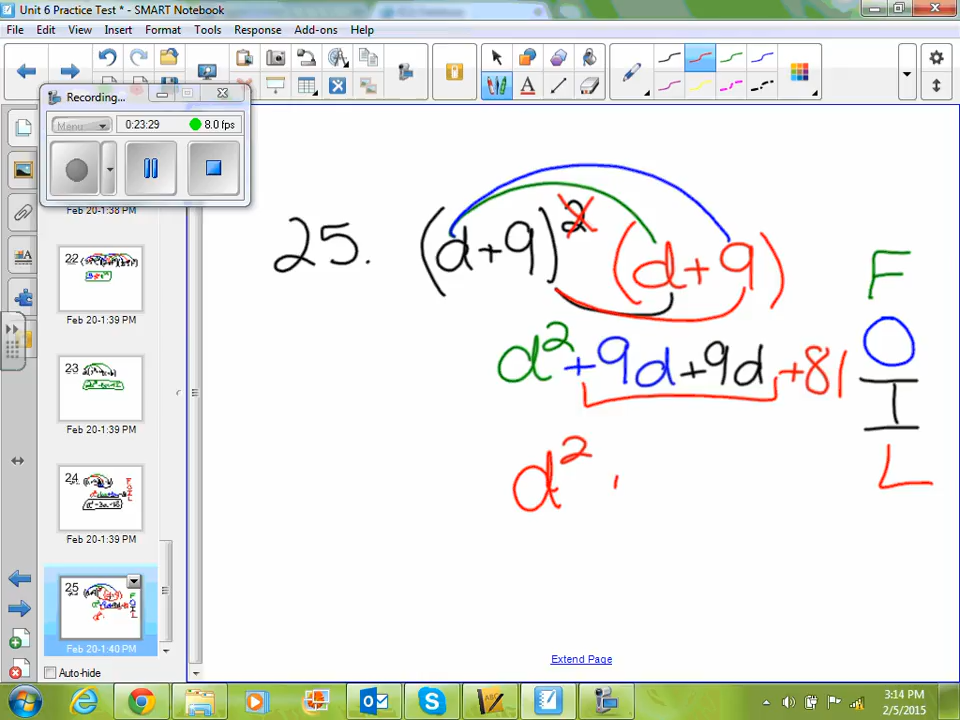 Unit 6 Practice Test * - SMART Notebook
File Edit View Insert Format Tools Response Add-ons Help
Recording...
Menu 0:23:29 8.0 fps
Feb 20-1:38 PM
22
Feb 20-1:39 PM
23
Feb 20-1:39 PM
24
Feb 20-1:39 PM
25
Feb 20-1:40 PM
Auto-hide
25. (d+9)² (d+9)
d²+9d+9d+81
d²
F
O
I
L
Extend Page
3:14 PM
2/5/2015